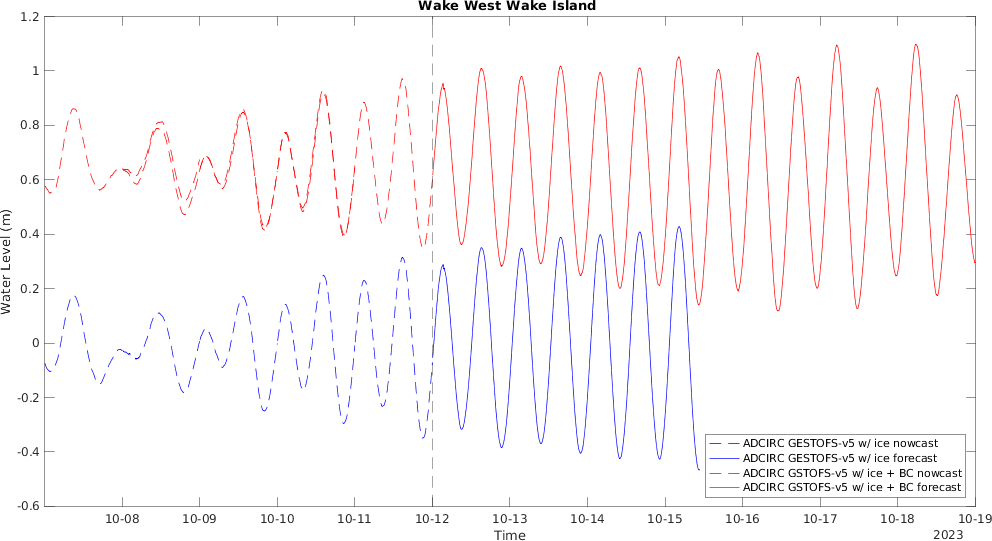 Wake West Wake Island
1.2
1
0.8
0.6
0.4
0.2
0
-0.2
-0.4
-0.6
Water Level (m)
ADCIRC GESTOFS-v5 w/ ice nowcast
ADCIRC GESTOFS-v5 w/ ice forecast
ADCIRC GSTOFS-v5 w/ ice + BC nowcast
ADCIRC GSTOFS-v5 w/ ice + BC forecast
10-08 10-09 10-10 10-11 10-12 10-13 10-14 10-15 10-16 10-17 10-18 10-19
Time
2023